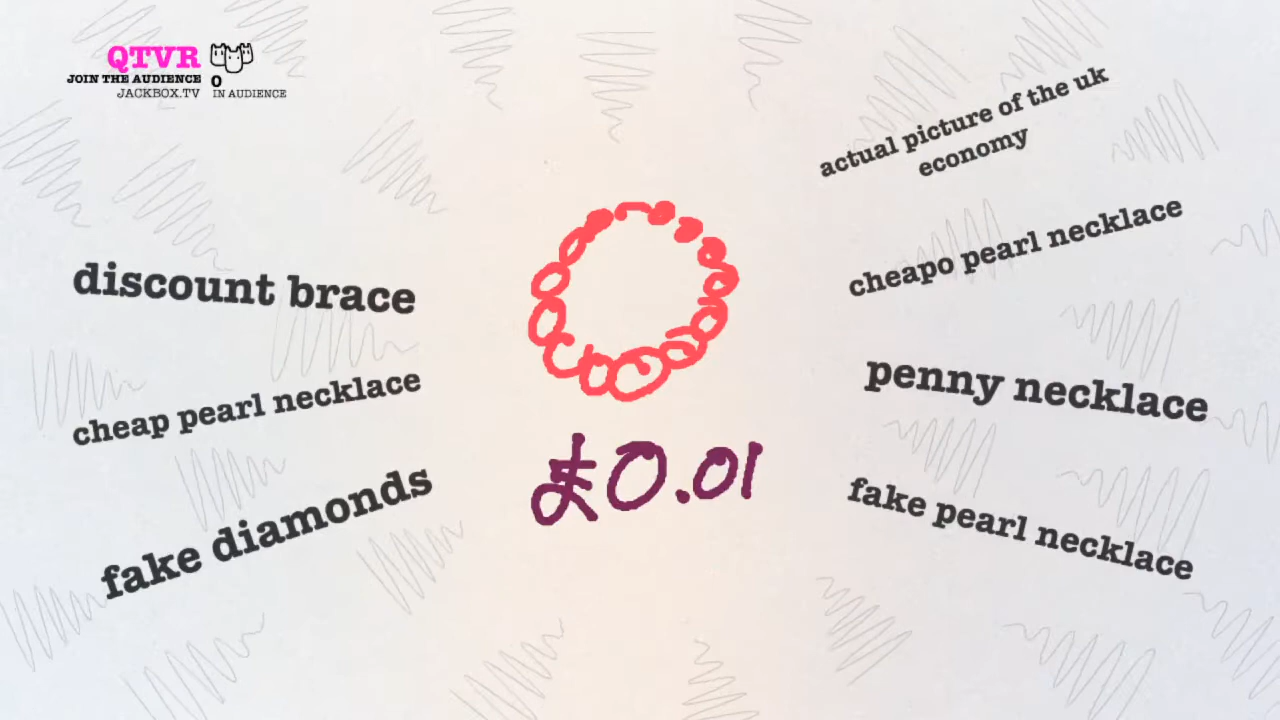 QTVR
JOIN THE AUDIENCE
JACKBOX.TV
0
IN AUDIENCE
discount brace
cheap pearl necklace
fake diamonds
£0.01
actual picture of the uk
economy
cheapo pearl necklace
penny necklace
fake pearl necklace